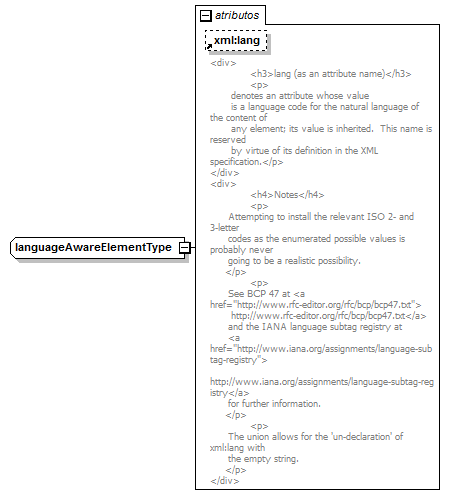 atributos
xml:lang
<div>
<h3>lang (as an attribute name)</h3>
<p>
denotes an attribute whose value
is a language code for the natural language of
the content of
any element; its value is inherited.  This name is
reserved
by virtue of its definition in the XML
specification.</p>
</div>
<div>
<h4>Notes</h4>
<p>
Attempting to install the relevant ISO 2- and
3-letter
codes as the enumerated possible values is
probably never
going to be a realistic possibility.
</p>
<p>
See BCP 47 at <a
href="http://www.rfc-editor.org/rfc/bcp/bcp47.txt">
http://www.rfc-editor.org/rfc/bcp/bcp47.txt</a>
and the IANA language subtag registry at
<a
href="http://www.iana.org/assignments/language-sub
tag-registry">
http://www.iana.org/assignments/language-subtag-reg
istry</a>
for further information.
</p>
<p>
The union allows for the 'un-declaration' of
xml:lang with
the empty string.
</p>
</div>
languageAwareElementType